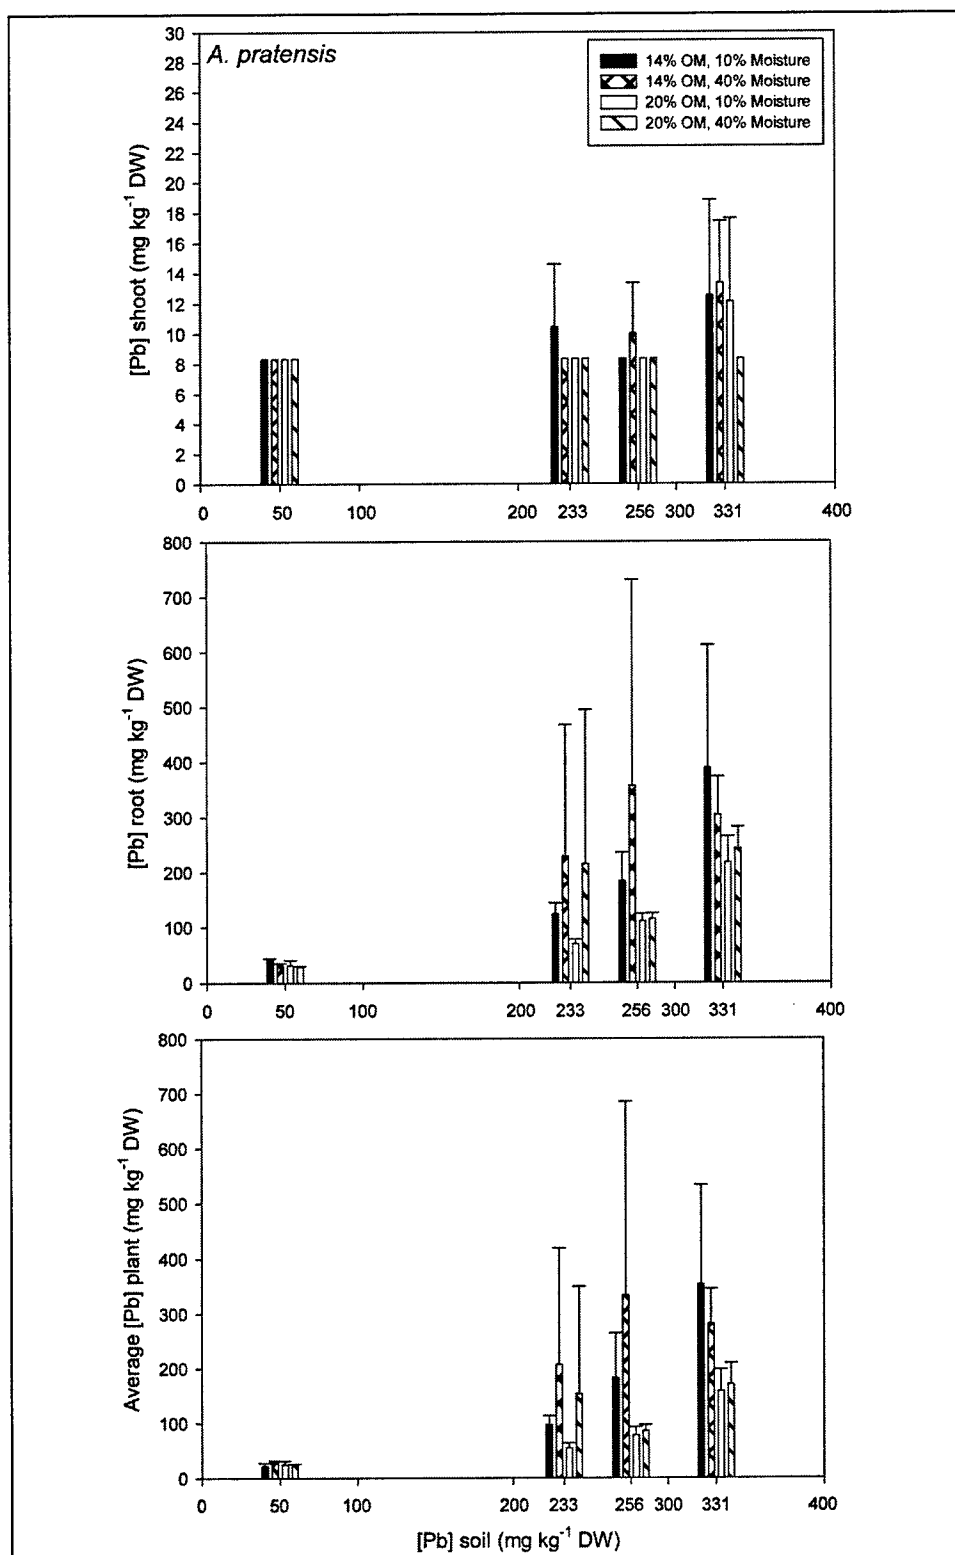 A. pratensis
14% OM, 10% Moisture
14% OM, 40% Moisture
20% OM, 10% Moisture
20% OM, 40% Moisture
[Pb] shoot (mg kg⁻¹ DW)
30
28
26
24
22
20
18
16
14
12
10
8
6
4
2
0
0 50 100 200 233 256 300 331 400
[Pb] root (mg kg⁻¹ DW)
800
700
600
500
400
300
200
100
0
0 50 100 200 233 256 300 331 400
Average [Pb] plant (mg kg⁻¹ DW)
800
700
600
500
400
300
200
100
0
0 50 100 200 233 256 300 331 400
[Pb] soil (mg kg⁻¹ DW)